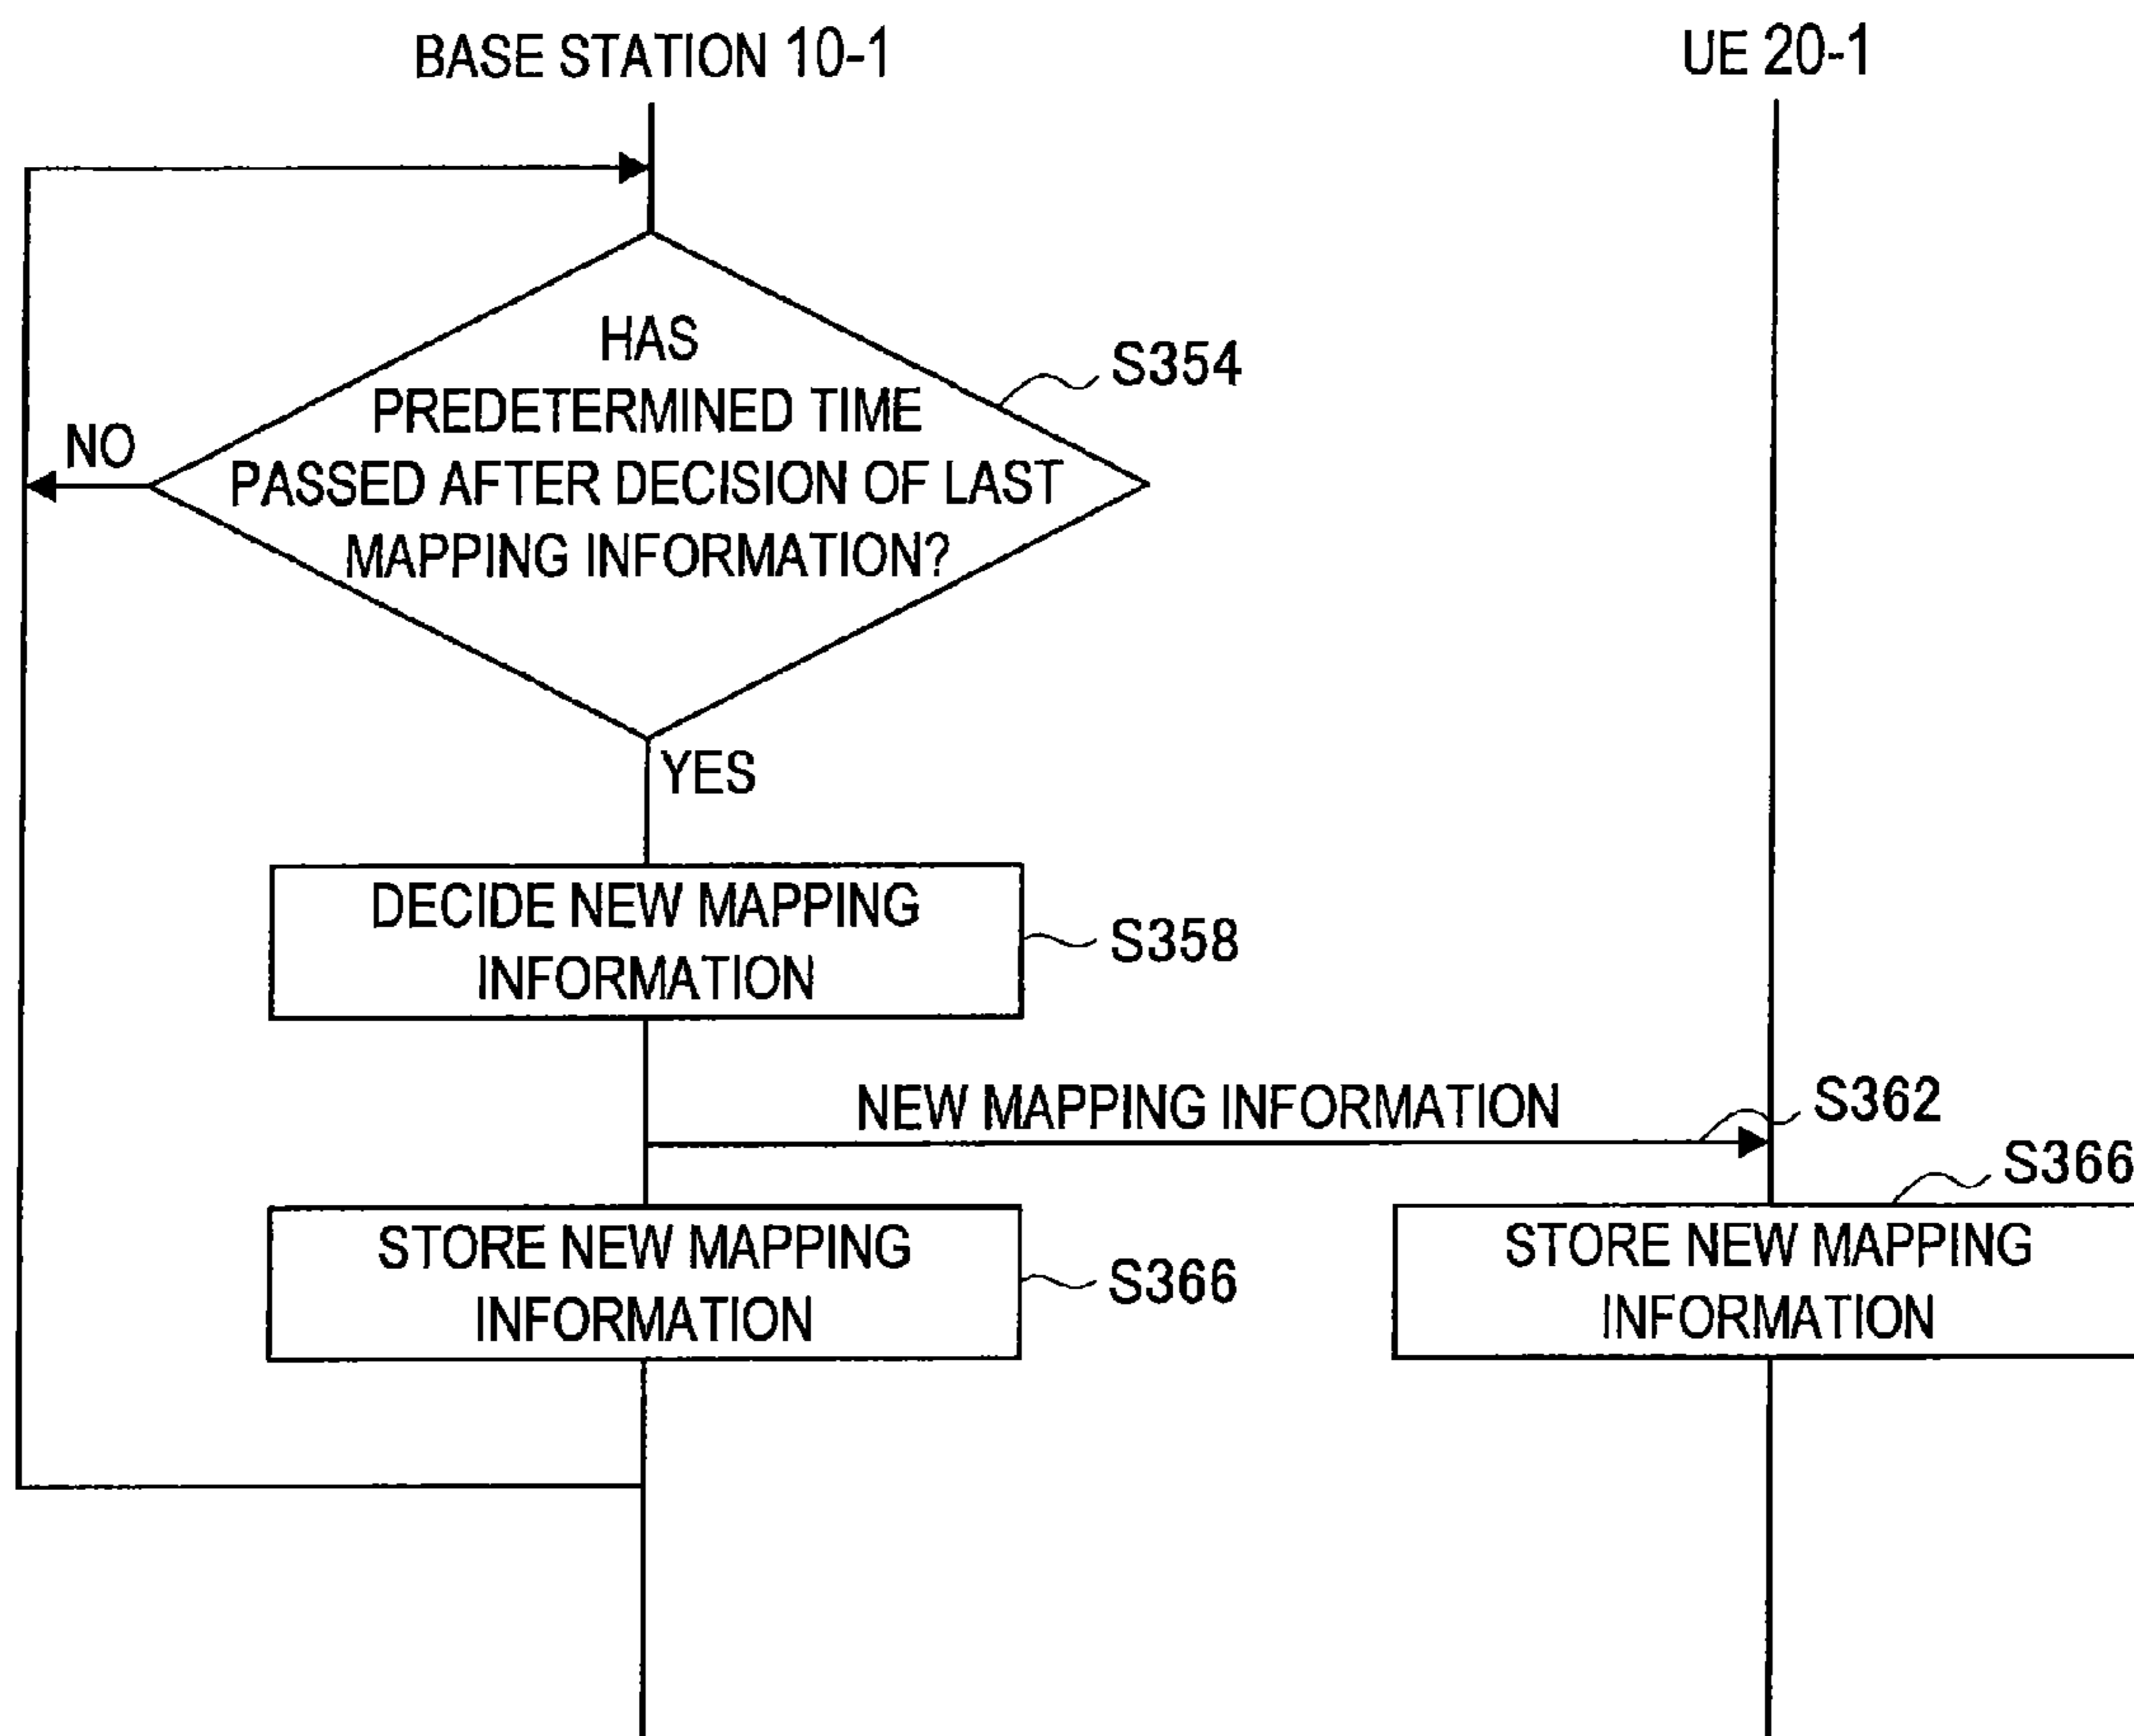 BASE STATION 10-1
UE 20-1
HAS
PREDETERMINED TIME
PASSED AFTER DECISION OF LAST
MAPPING INFORMATION?
S354
NO
YES
DECIDE NEW MAPPING
INFORMATION
S358
NEW MAPPING INFORMATION
S362
S366
STORE NEW MAPPING
INFORMATION
S366
STORE NEW MAPPING
INFORMATION